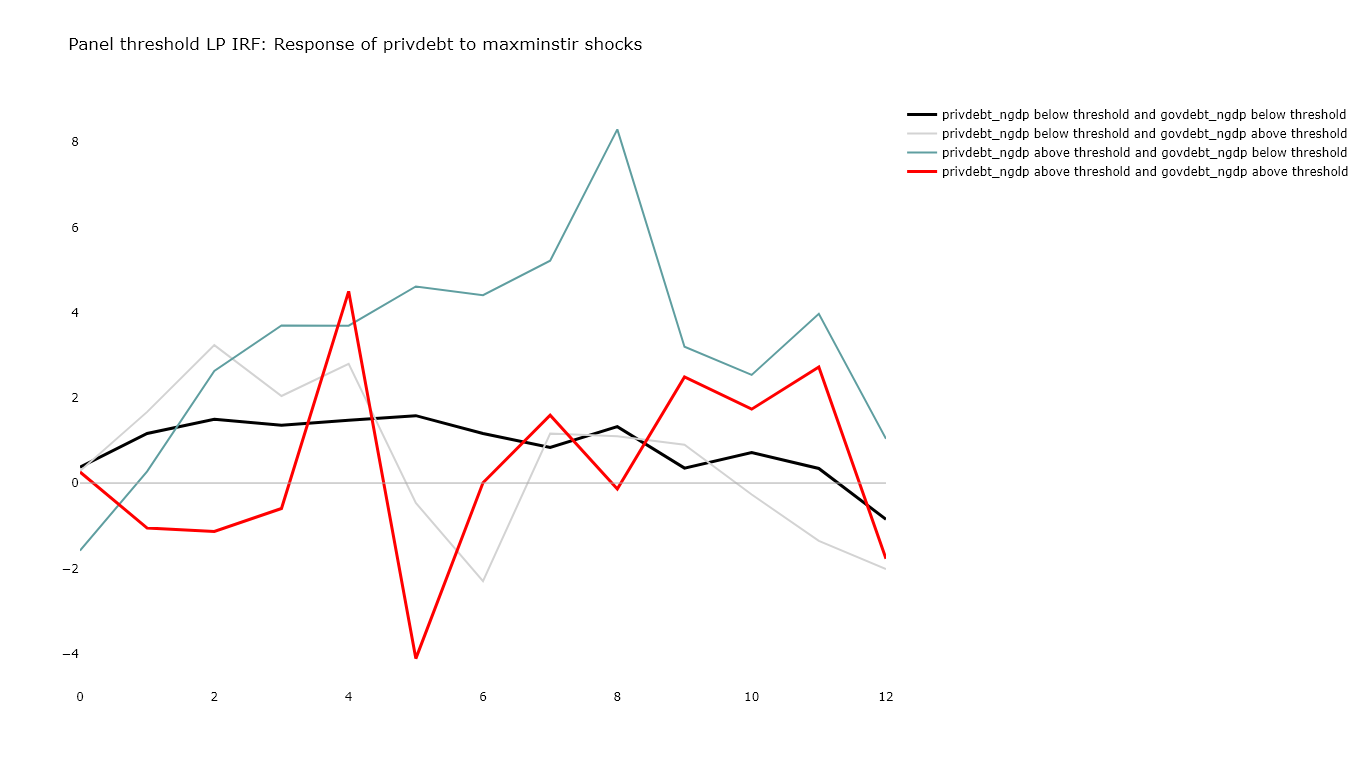 Panel threshold LP IRF: Response of privdebt to maxminstir shocks
privdebt_ngdp below threshold and govdebt_ngdp below threshold
privdebt_ngdp below threshold and govdebt_ngdp above threshold
privdebt_ngdp above threshold and govdebt_ngdp below threshold
privdebt_ngdp above threshold and govdebt_ngdp above threshold
8
6
4
2
0
−2
−4
0 2 4 6 8 10 12